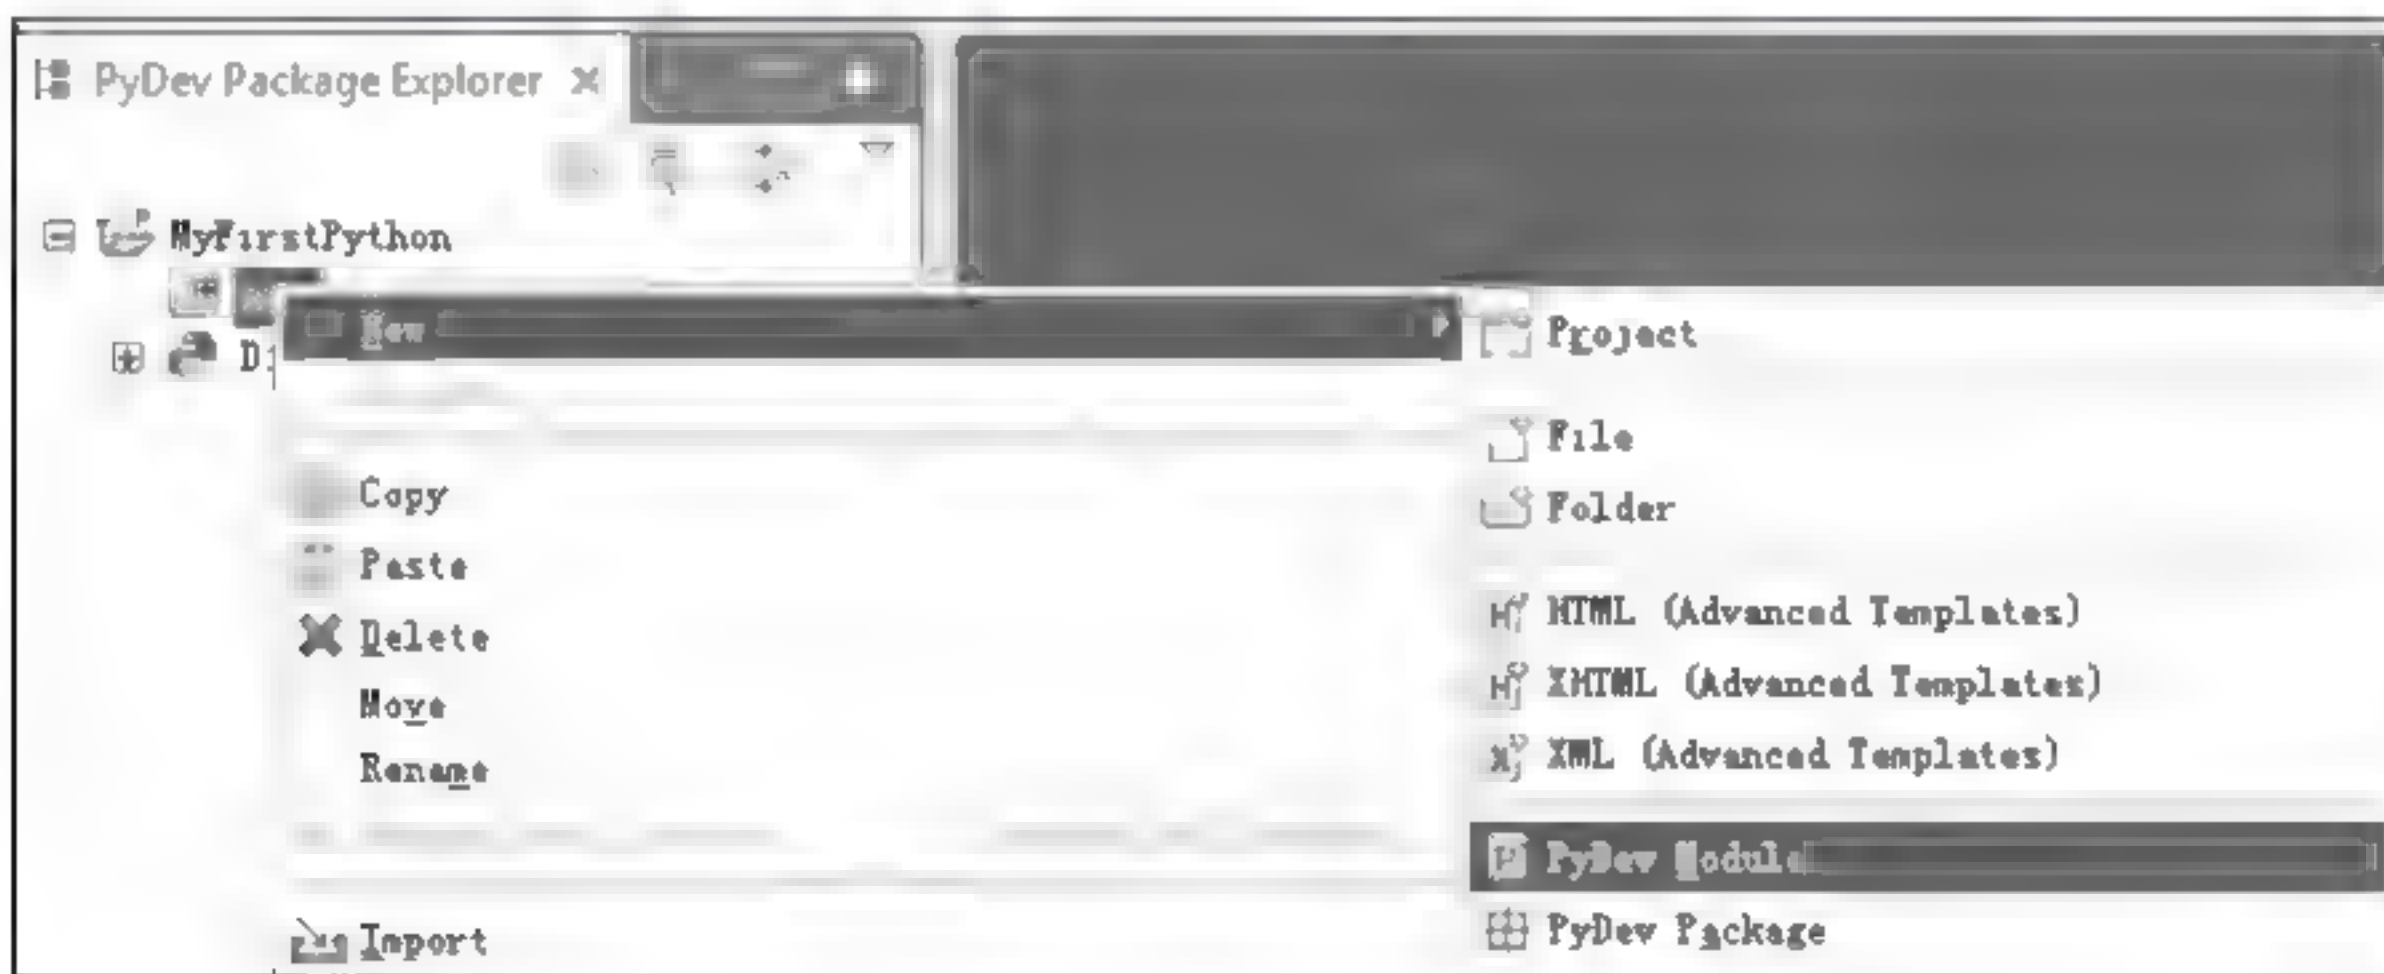 PyDev Package Explorer
MyFirstPython
New
Project
File
Copy
Folder
Paste
HTML (Advanced Templates)
Delete
XHTML (Advanced Templates)
Move
XML (Advanced Templates)
Rename
PyDev Module
Import
PyDev Package